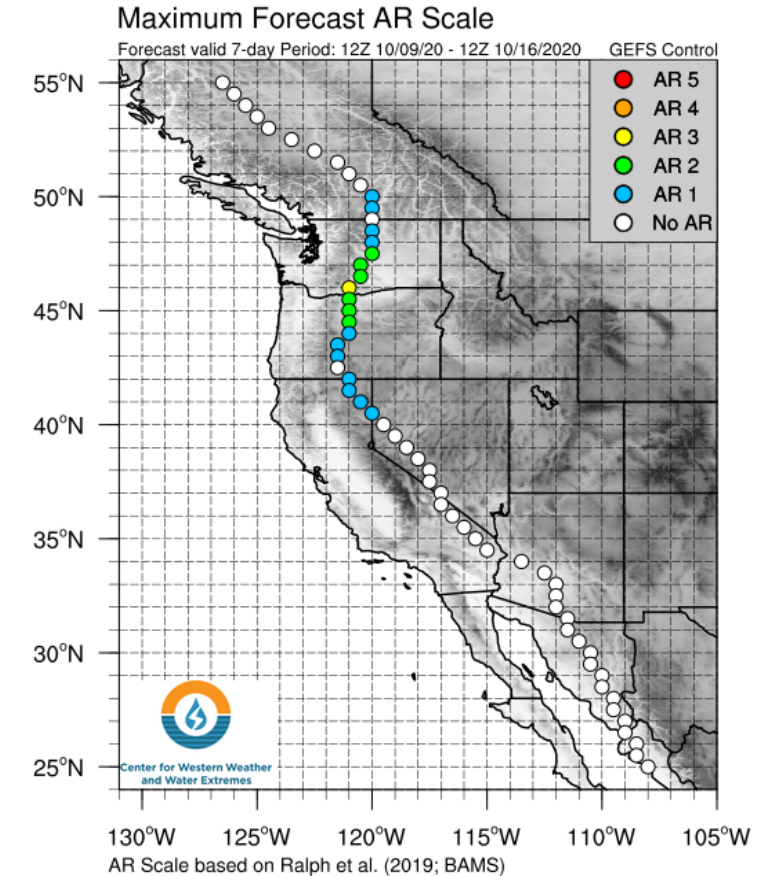 Maximum Forecast AR Scale
Forecast valid 7-day Period: 12Z 10/09/20 - 12Z 10/16/2020 GEFS Control
AR 5
AR 4
AR 3
AR 2
AR 1
No AR
55°N
50°N
45°N
40°N
35°N
30°N
25°N
Center for Western Weather
and Water Extremes
130°W 125°W 120°W 115°W 110°W 105°W
AR Scale based on Ralph et al. (2019; BAMS)